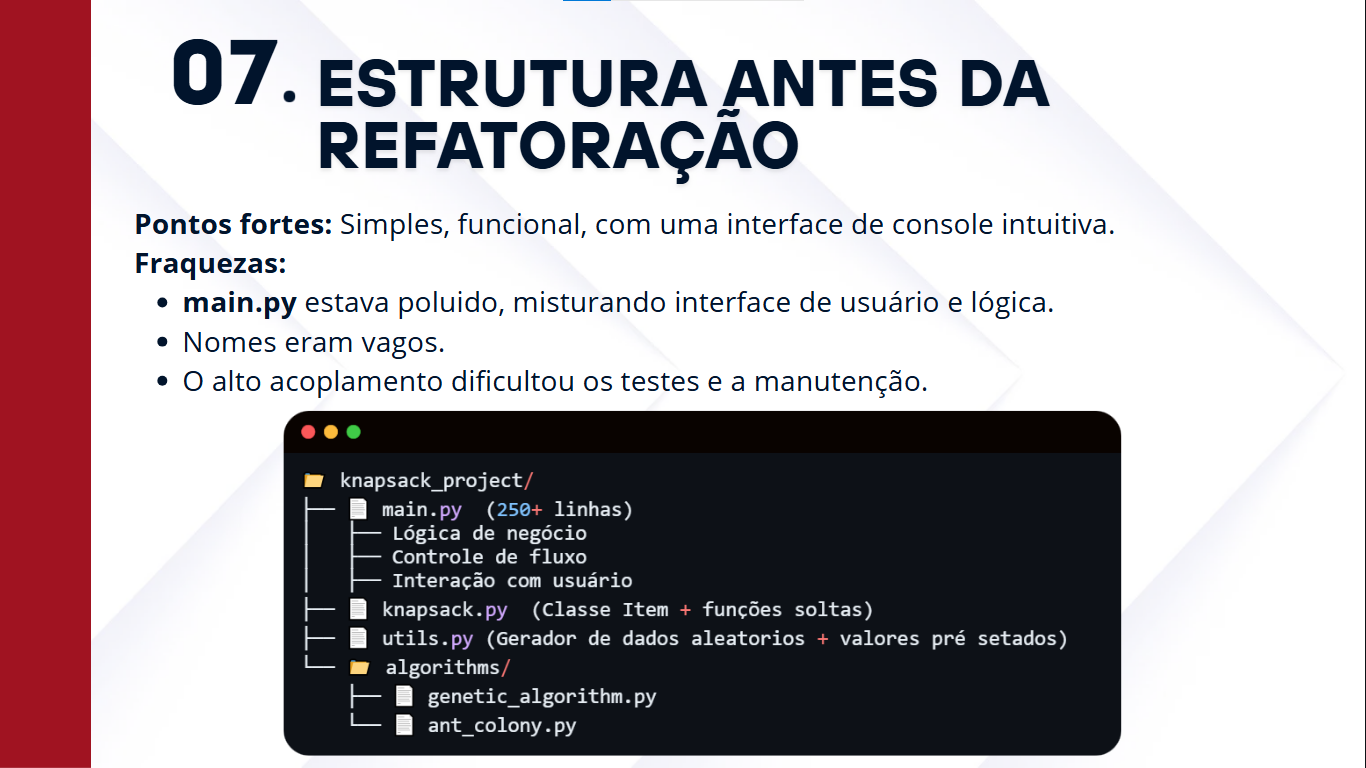 07. ESTRUTURA ANTES DA
REFATORAÇÃO
Pontos fortes: Simples, funcional, com uma interface de console intuitiva.
Fraquezas:
• main.py estava poluido, misturando interface de usuário e lógica.
• Nomes eram vagos.
• O alto acoplamento dificultou os testes e a manutenção.
knapsack_project/
├── main.py (250+ linhas)
│ ├── Lógica de negócio
│ ├── Controle de fluxo
│ ├── Interação com usuário
├── knapsack.py (Classe Item + funções soltas)
├── utils.py (Gerador de dados aleatorios + valores pré setados)
└── algorithms/
├── genetic_algorithm.py
└── ant_colony.py